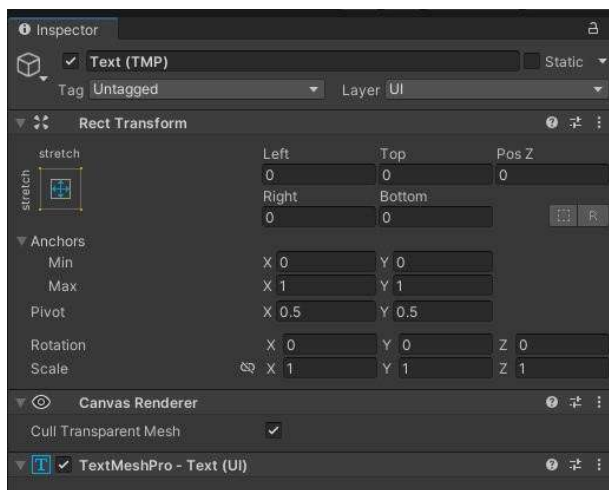 Inspector
Text (TMP) Static
Tag Untagged Layer UI
Rect Transform
stretch Left Top Pos Z
stretch 0 0 0
Right Bottom
0 0 R
Anchors
Min X 0 Y 0
Max X 1 Y 1
Pivot X 0.5 Y 0.5
Rotation X 0 Y 0 Z 0
Scale X 1 Y 1 Z 1
Canvas Renderer
Cull Transparent Mesh
T TextMeshPro - Text (UI)